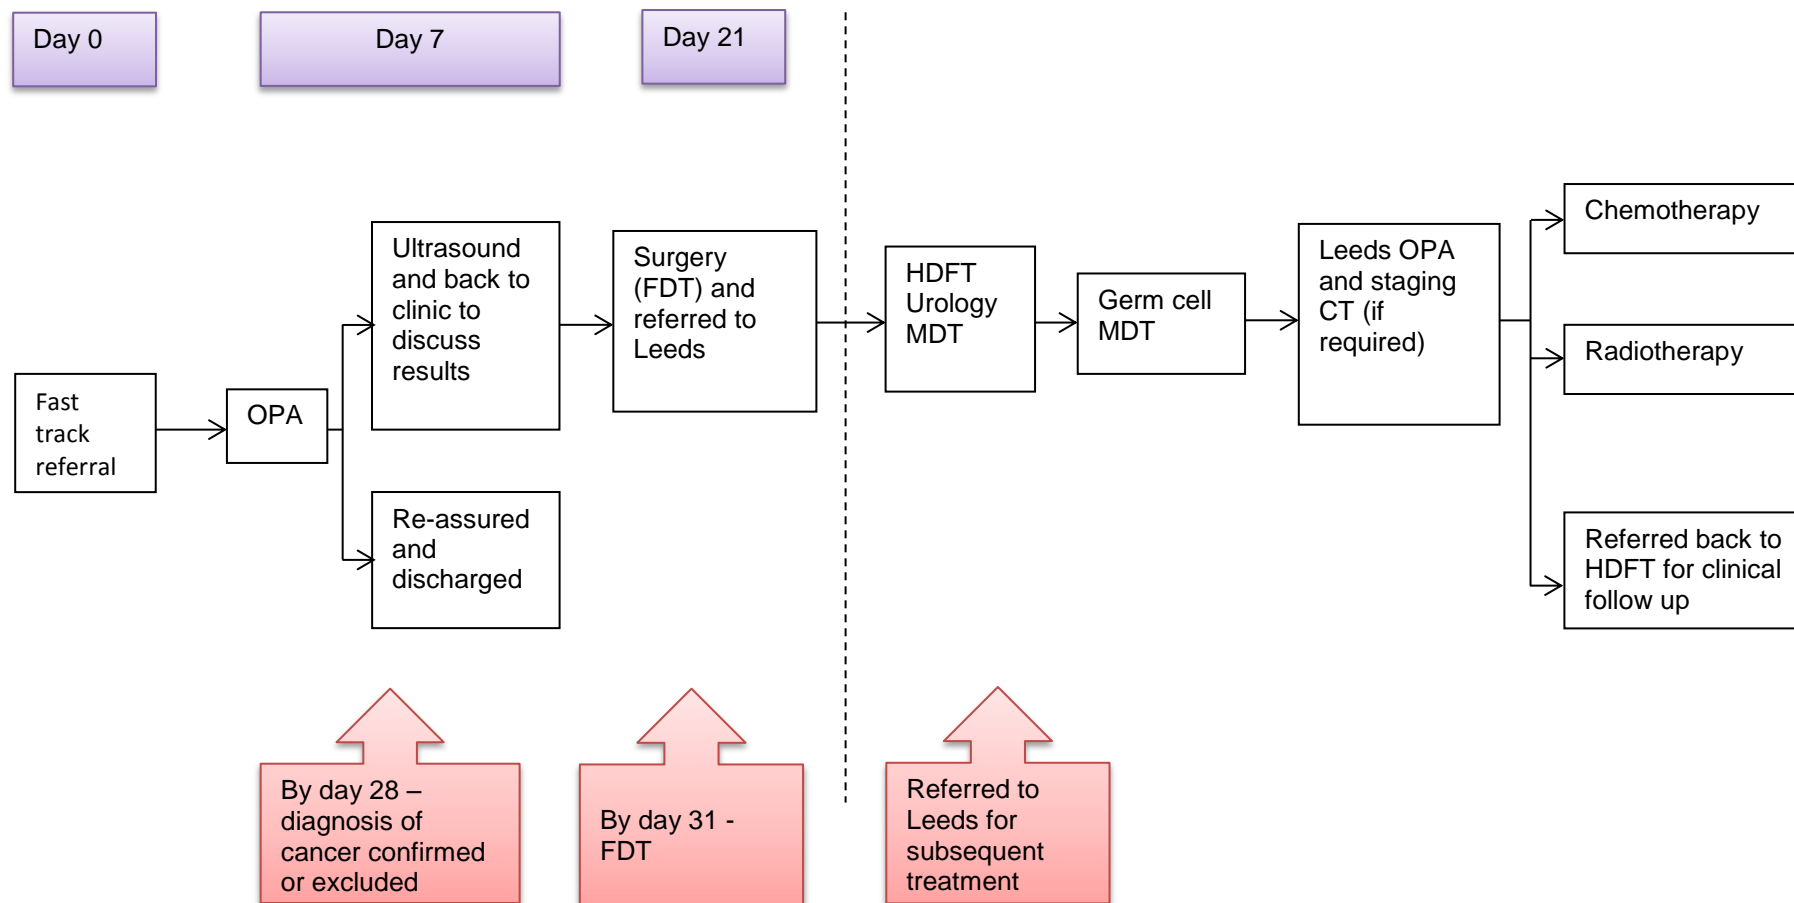 Day 0
Day 7
Day 21
Fast
track
referral
OPA
Ultrasound
and back to
clinic to
discuss
results
Re-assured
and
discharged
Surgery
(FDT) and
referred to
Leeds
HDFT
Urology
MDT
Germ cell
MDT
Leeds OPA
and staging
CT (if
required)
Chemotherapy
Radiotherapy
Referred back to
HDFT for clinical
follow up
By day 28 –
diagnosis of
cancer confirmed
or excluded
By day 31 -
FDT
Referred to
Leeds for
subsequent
treatment